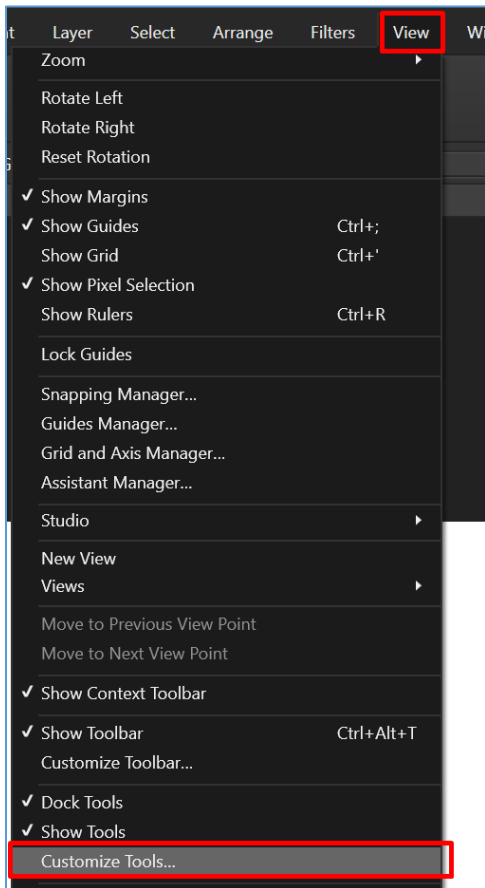 Layer Select Arrange Filters View
Zoom
Rotate Left
Rotate Right
Reset Rotation
✓ Show Margins
✓ Show Guides Ctrl+;
Show Grid Ctrl+'
✓ Show Pixel Selection
Show Rulers Ctrl+R
Lock Guides
Snapping Manager...
Guides Manager...
Grid and Axis Manager...
Assistant Manager...
Studio
New View
Views
Move to Previous View Point
Move to Next View Point
✓ Show Context Toolbar
✓ Show Toolbar Ctrl+Alt+T
Customize Toolbar...
✓ Dock Tools
✓ Show Tools
Customize Tools...